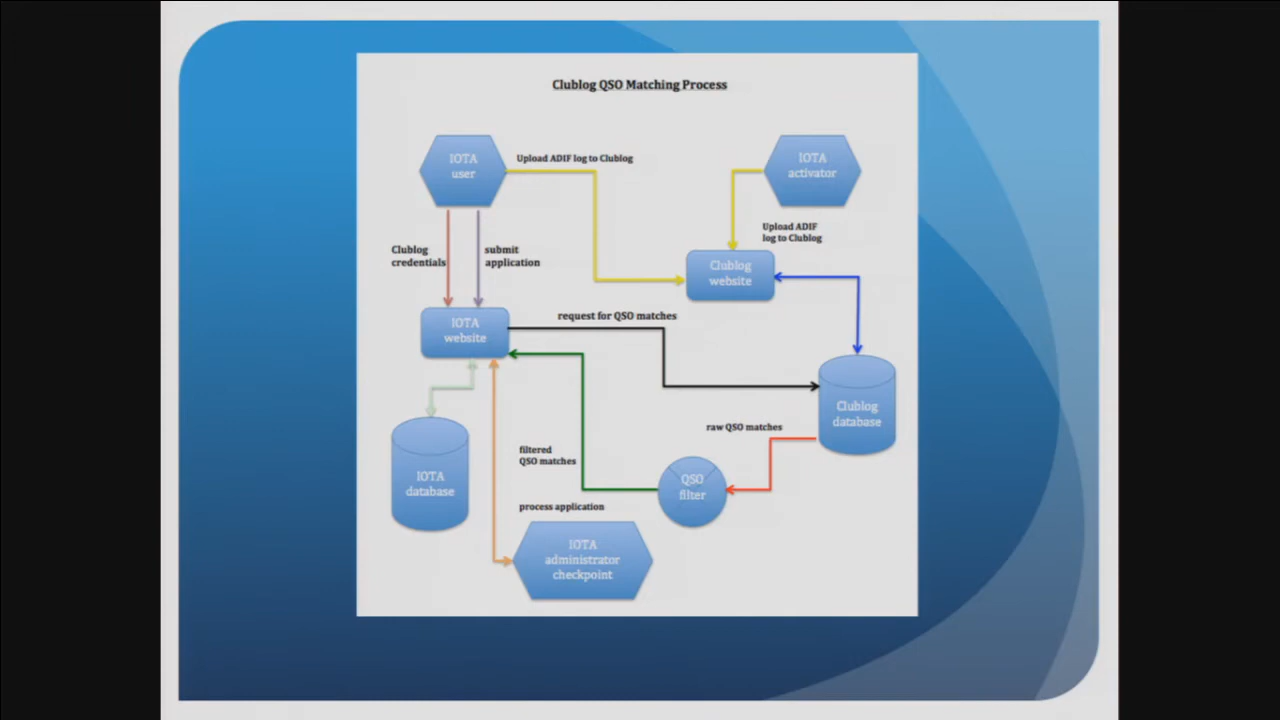 Clublog QSO Matching Process
IOTA
user
Upload ADIF log to Clublog
IOTA
activator
Upload ADIF
log to Clublog
Clublog
credentials
submit
application
Clublog
website
IOTA
website
request for QSO matches
Clublog
database
raw QSO matches
filtered
QSO matches
QSO
filter
IOTA
database
process application
IOTA
administrator
checkpoint